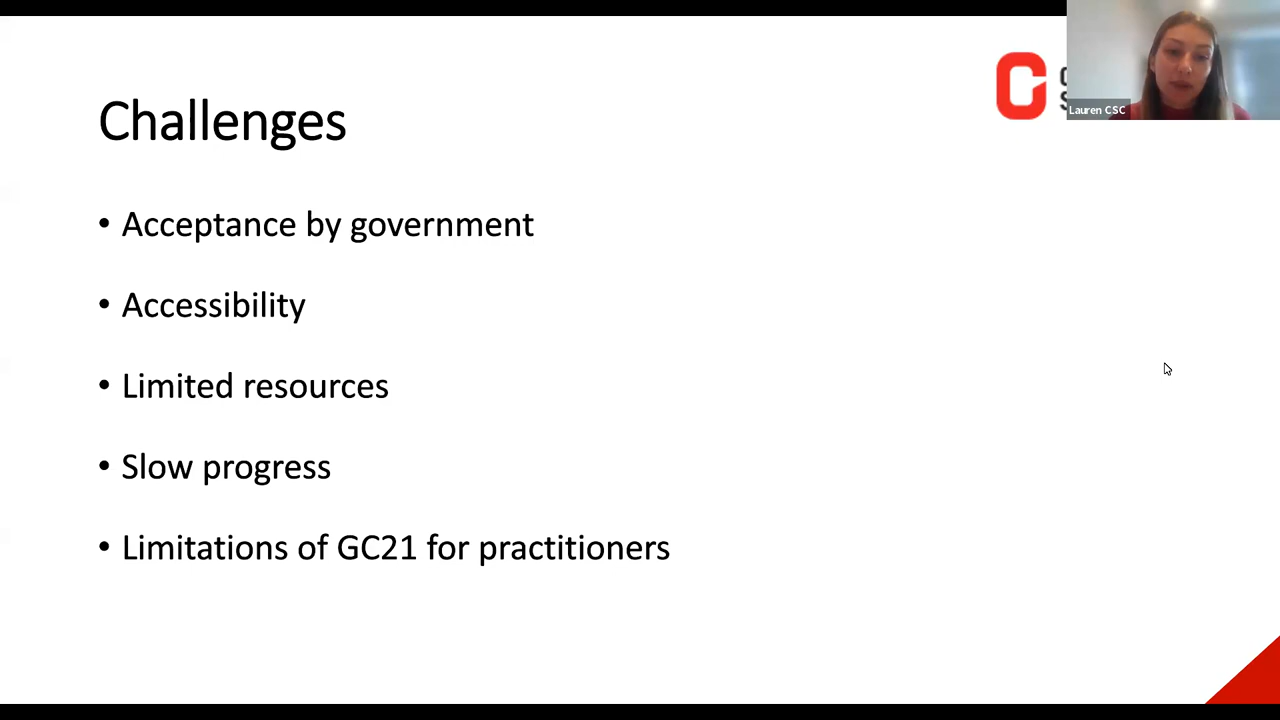 Challenges
Lauren CSC
• Acceptance by government
• Accessibility
• Limited resources
• Slow progress
• Limitations of GC21 for practitioners